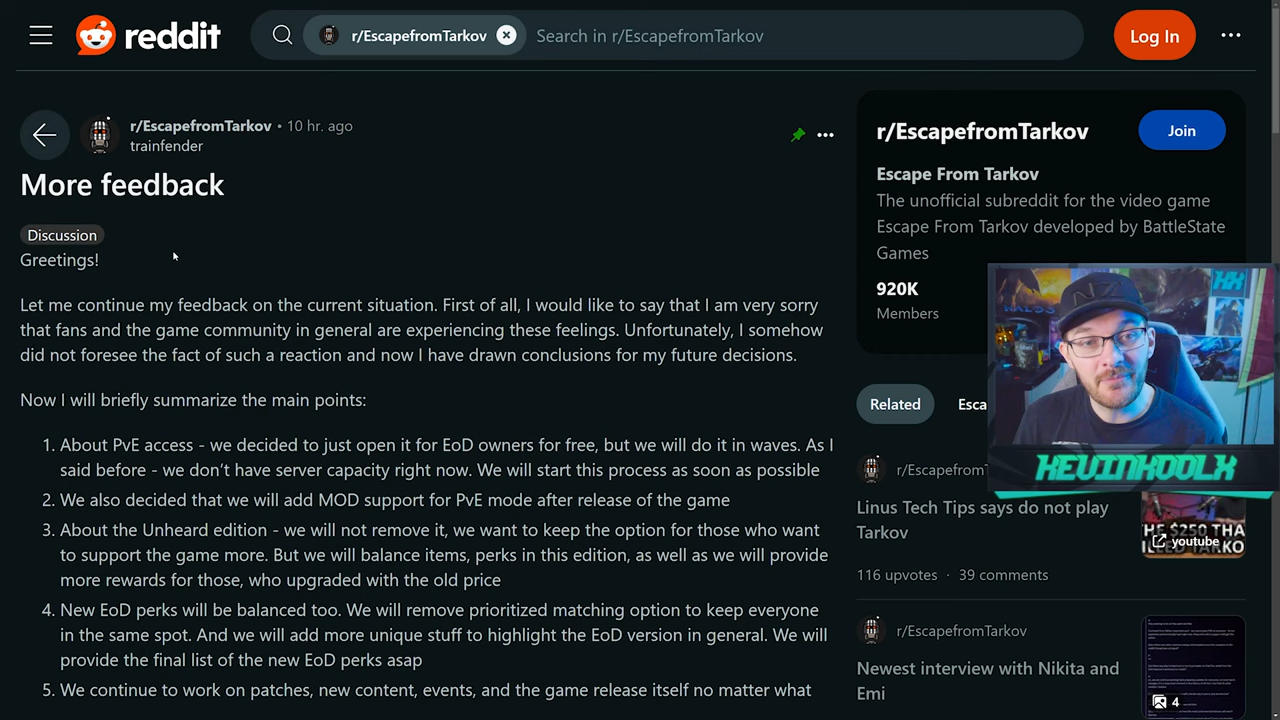 reddit
r/EscapefromTarkov
Search in r/EscapefromTarkov
Log In
r/EscapefromTarkov • 10 hr. ago
trainfender
More feedback
Discussion
Greetings!
Let me continue my feedback on the current situation. First of all, I would like to say that I am very sorry
that fans and the game community in general are experiencing these feelings. Unfortunately, I somehow
did not foresee the fact of such a reaction and now I have drawn conclusions for my future decisions.
Now I will briefly summarize the main points:
1. About PvE access - we decided to just open it for EoD owners for free, but we will do it in waves. As I
said before - we don't have server capacity right now. We will start this process as soon as possible
2. We also decided that we will add MOD support for PvE mode after release of the game
3. About the Unheard edition - we will not remove it, we want to keep the option for those who want
to support the game more. But we will balance items, perks in this edition, as well as we will provide
more rewards for those, who upgraded with the old price
4. New EoD perks will be balanced too. We will remove prioritized matching option to keep everyone
in the same spot. And we will add more unique stuff to highlight the EoD version in general. We will
provide the final list of the new EoD perks asap
5. We continue to work on patches, new content, events, and the game release itself no matter what
r/EscapefromTarkov
Join
Escape From Tarkov
The unofficial subreddit for the video game
Escape From Tarkov developed by BattleState
Games
920K
Members
KEVINKOOLX
Related
Esca
r/EscapefromT
Linus Tech Tips says do not play
Tarkov
HE $250 THA
youtube
116 upvotes · 39 comments
r/EscapefromTarkov
Newest interview with Nikita and
Emi
4